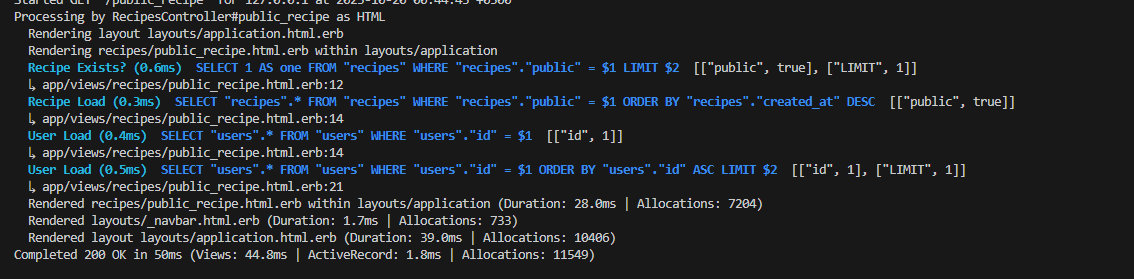 Started GET "/public_recipe" for 127.0.0.1 at 2023-10-20 00:44:45 +0500
Processing by RecipesController#public_recipe as HTML
  Rendering layout layouts/application.html.erb
  Rendering recipes/public_recipe.html.erb within layouts/application
  Recipe Exists? (0.6ms)  SELECT 1 AS one FROM "recipes" WHERE "recipes"."public" = $1 LIMIT $2  [["public", true], ["LIMIT", 1]]
  ↳ app/views/recipes/public_recipe.html.erb:12
  Recipe Load (0.3ms)  SELECT "recipes".* FROM "recipes" WHERE "recipes"."public" = $1 ORDER BY "recipes"."created_at" DESC  [["public", true]]
  ↳ app/views/recipes/public_recipe.html.erb:14
  User Load (0.4ms)  SELECT "users".* FROM "users" WHERE "users"."id" = $1  [["id", 1]]
  ↳ app/views/recipes/public_recipe.html.erb:14
  User Load (0.5ms)  SELECT "users".* FROM "users" WHERE "users"."id" = $1 ORDER BY "users"."id" ASC LIMIT $2  [["id", 1], ["LIMIT", 1]]
  ↳ app/views/recipes/public_recipe.html.erb:21
  Rendered recipes/public_recipe.html.erb within layouts/application (Duration: 28.0ms | Allocations: 7204)
  Rendered layouts/_navbar.html.erb (Duration: 1.7ms | Allocations: 733)
  Rendered layout layouts/application.html.erb (Duration: 39.0ms | Allocations: 10406)
Completed 200 OK in 50ms (Views: 44.8ms | ActiveRecord: 1.8ms | Allocations: 11549)